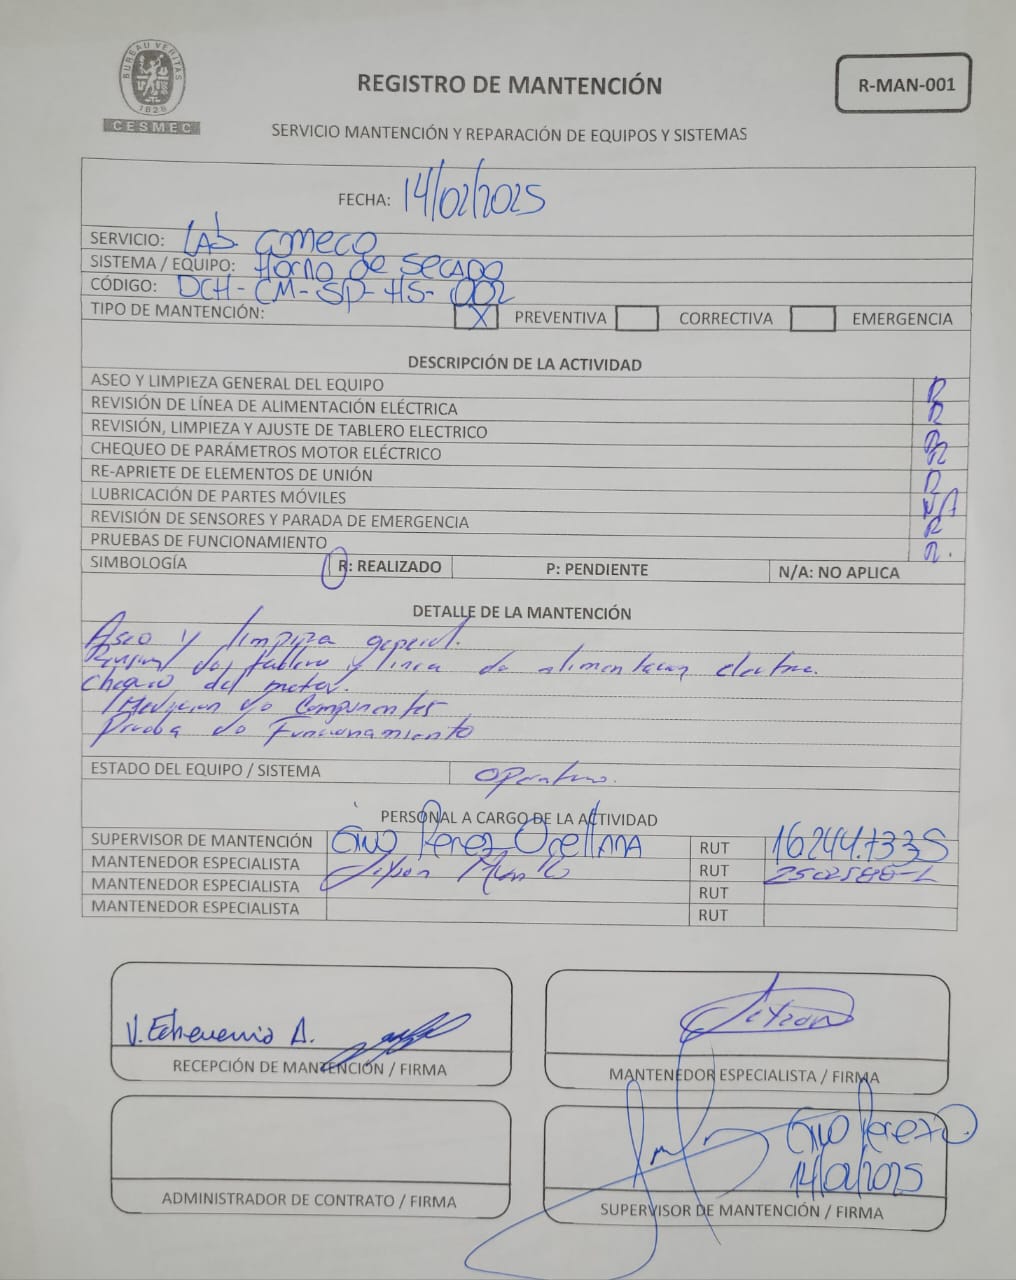 BUREAU VERITAS
1828
CESMEC
REGISTRO DE MANTENCIÓN
R-MAN-001
SERVICIO MANTENCIÓN Y REPARACIÓN DE EQUIPOS Y SISTEMAS
FECHA: 14/02/2025
SERVICIO: LAb. Comeco
SISTEMA / EQUIPO: Horno de SecADO
CÓDIGO: DCH-CM-SP-HS-002
TIPO DE MANTENCIÓN: X PREVENTIVA CORRECTIVA EMERGENCIA
DESCRIPCIÓN DE LA ACTIVIDAD
ASEO Y LIMPIEZA GENERAL DEL EQUIPO R
REVISIÓN DE LÍNEA DE ALIMENTACIÓN ELÉCTRICA R
REVISIÓN, LIMPIEZA Y AJUSTE DE TABLERO ELECTRICO R
CHEQUEO DE PARÁMETROS MOTOR ELÉCTRICO R
RE-APRIETE DE ELEMENTOS DE UNIÓN R
LUBRICACIÓN DE PARTES MÓVILES N/A
REVISIÓN DE SENSORES Y PARADA DE EMERGENCIA R
PRUEBAS DE FUNCIONAMIENTO R.
SIMBOLOGÍA R: REALIZADO P: PENDIENTE N/A: NO APLICA
DETALLE DE LA MANTENCIÓN
Aseo y limpieza general.
do tablero y linea de alimentacion electrica.
chequeo del motor.
Medicion do Componentes
Prueba do Funcionamiento
ESTADO DEL EQUIPO / SISTEMA operativo.
PERSONAL A CARGO DE LA ACTIVIDAD
SUPERVISOR DE MANTENCIÓN Gino Perez Orellana RUT 16244.733-5
MANTENEDOR ESPECIALISTA RUT
MANTENEDOR ESPECIALISTA RUT
MANTENEDOR ESPECIALISTA RUT
V. Echeverria A.
RECEPCIÓN DE MANTENCIÓN / FIRMA
MANTENEDOR ESPECIALISTA / FIRMA
Gino Perez O
14/02/2025
ADMINISTRADOR DE CONTRATO / FIRMA
SUPERVISOR DE MANTENCIÓN / FIRMA